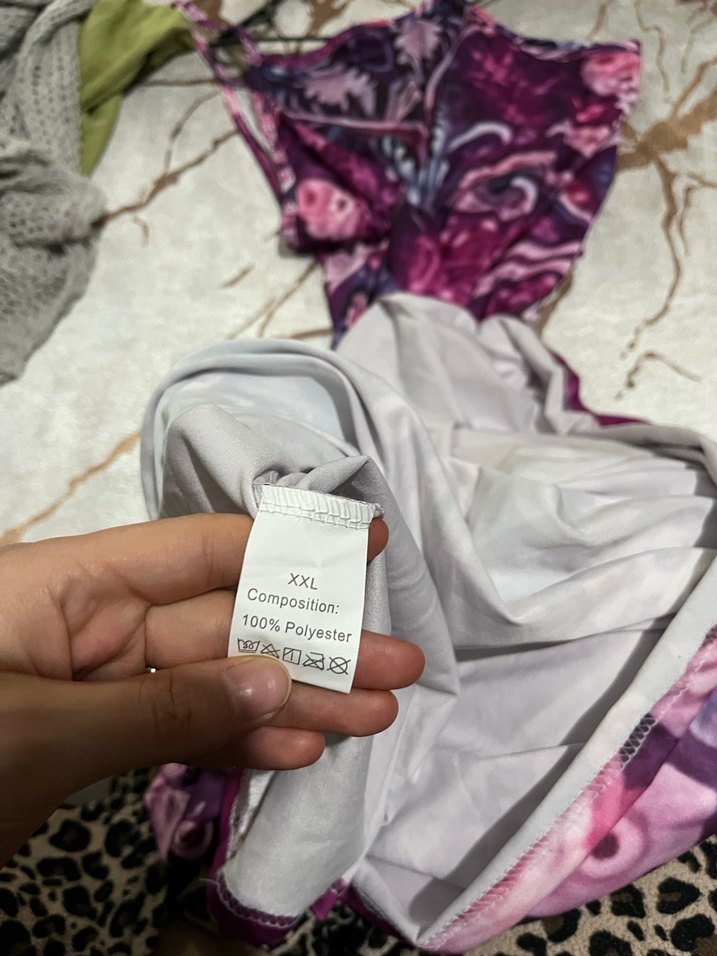 XXL
Composition:
100% Polyester